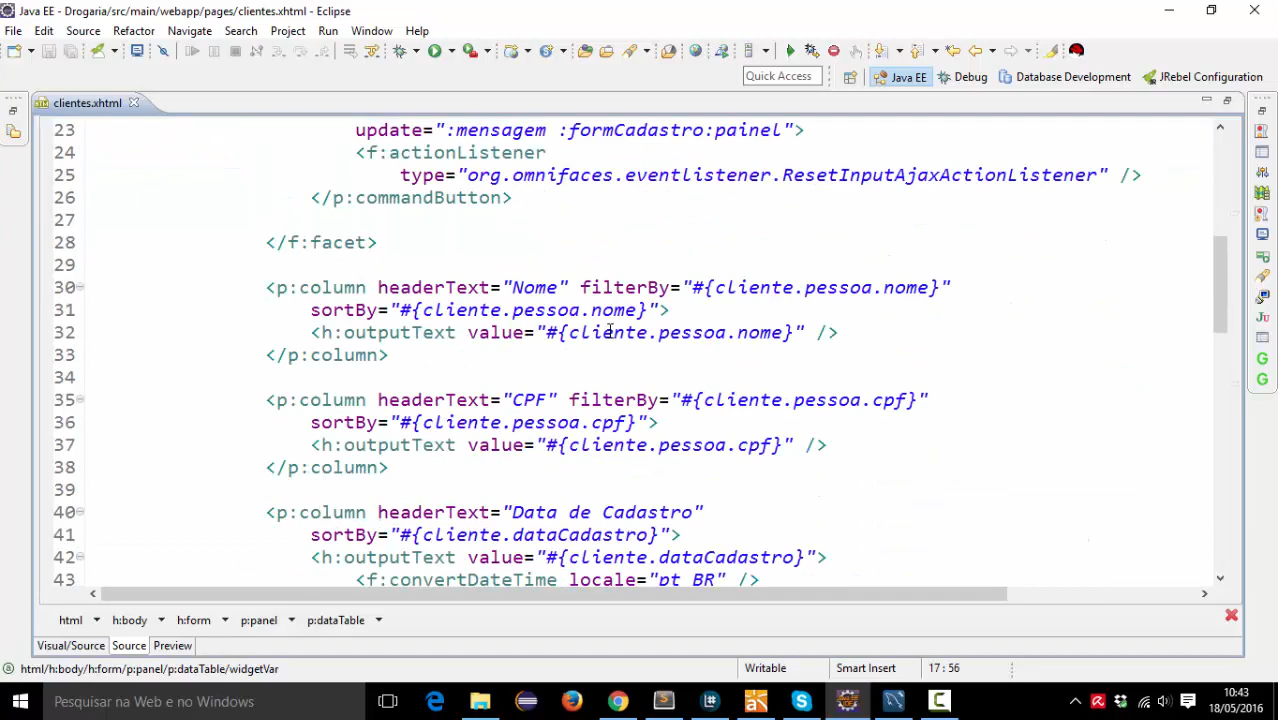 Java EE - Drogaria/src/main/webapp/pages/clientes.xhtml - Eclipse
File Edit Source Refactor Navigate Search Project Run Window Help
Quick Access
Java EE Debug Database Development JRebel Configuration
clientes.xhtml
23 update=":mensagem :formCadastro:painel">
24 <f:actionListener
25 type="org.omnifaces.eventlistener.ResetInputAjaxActionListener" />
26 </p:commandButton>
27
28 </f:facet>
29
30 <p:column headerText="Nome" filterBy="#{cliente.pessoa.nome}"
31 sortBy="#{cliente.pessoa.nome}">
32 <h:outputText value="#{cliente.pessoa.nome}" />
33 </p:column>
34
35 <p:column headerText="CPF" filterBy="#{cliente.pessoa.cpf}"
36 sortBy="#{cliente.pessoa.cpf}">
37 <h:outputText value="#{cliente.pessoa.cpf}" />
38 </p:column>
39
40 <p:column headerText="Data de Cadastro"
41 sortBy="#{cliente.dataCadastro}">
42 <h:outputText value="#{cliente.dataCadastro}">
43 <f:convertDateTime locale="pt_BR" />
html h:body h:form p:panel p:dataTable
Visual/Source Source Preview
html/h:body/h:form/p:panel/p:dataTable/widgetVar Writable Smart Insert 17 : 56
Pesquisar na Web e no Windows
10:43
18/05/2016